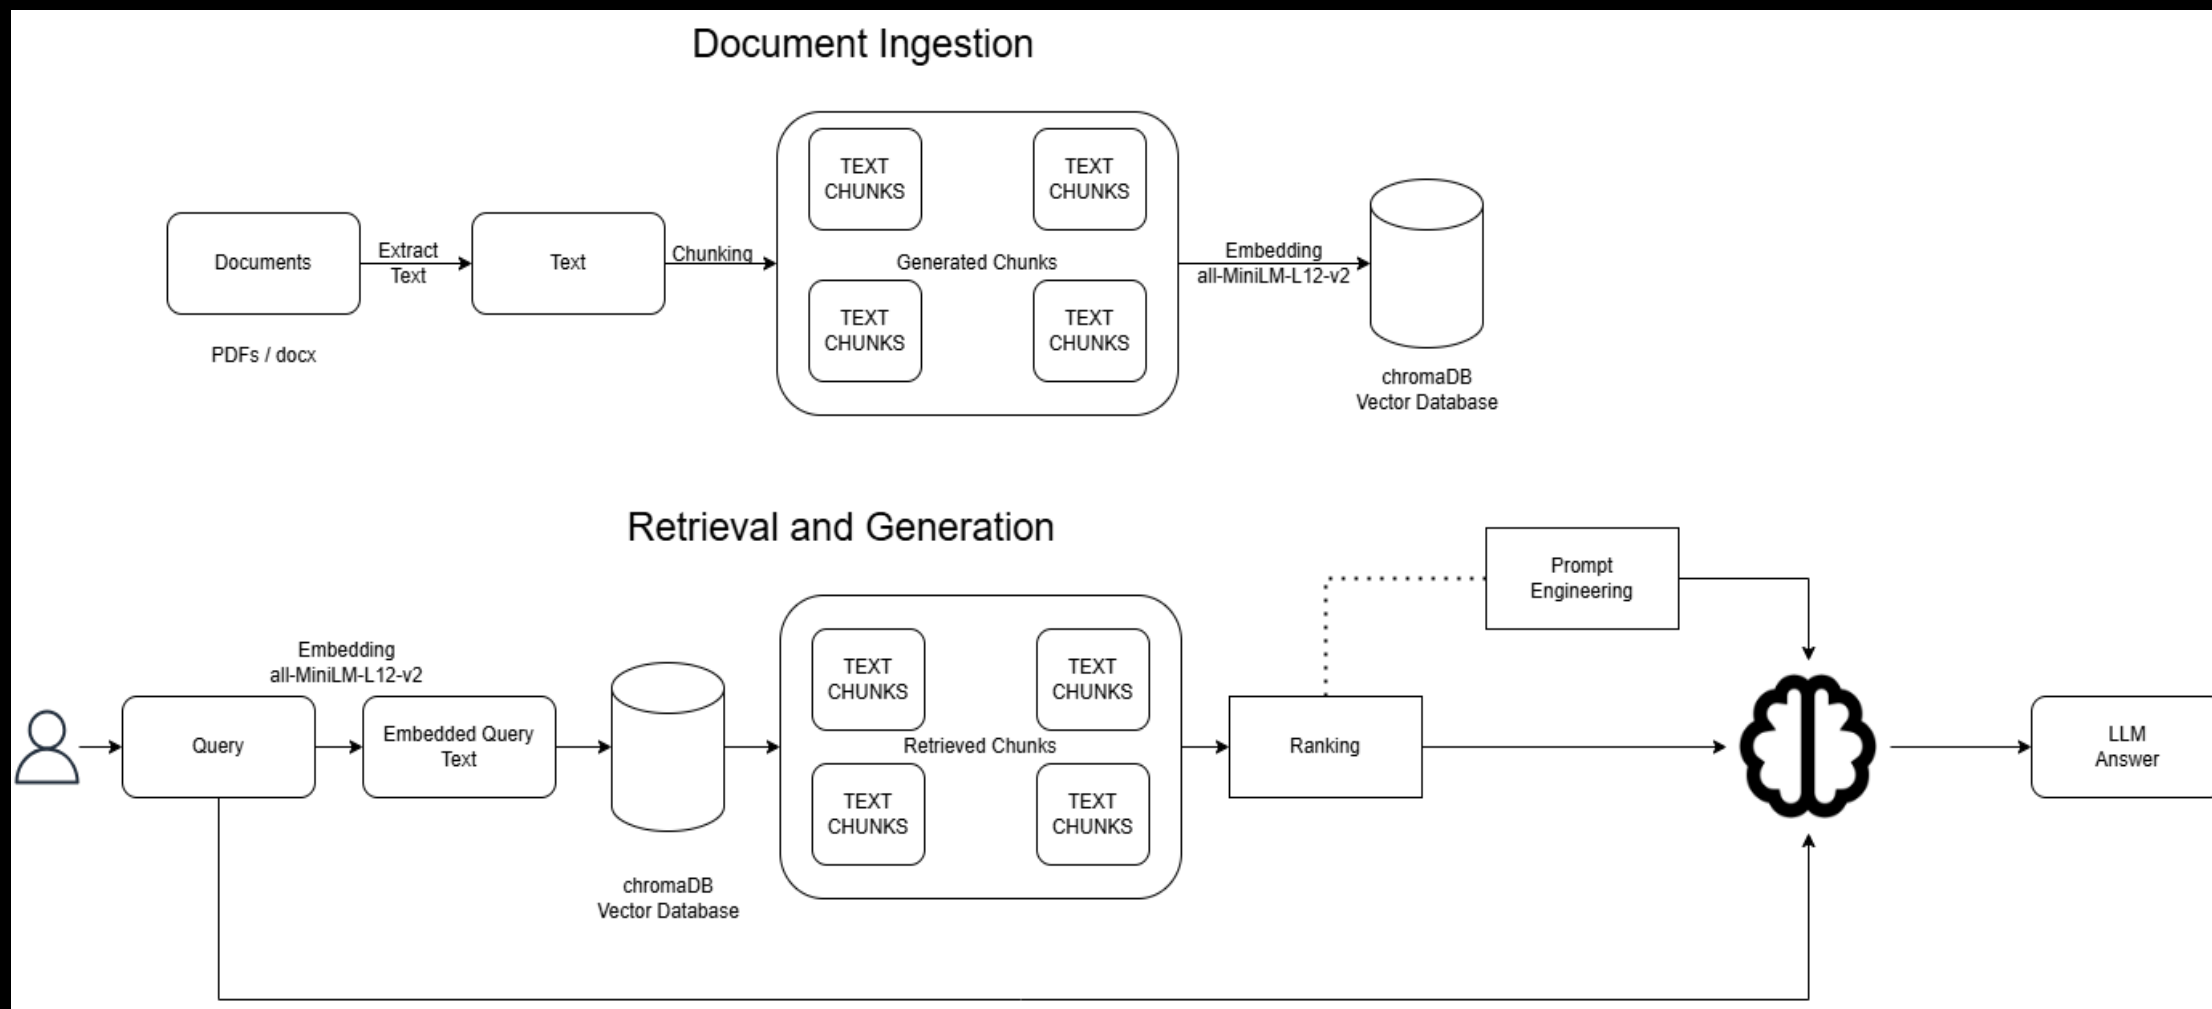 Document Ingestion
TEXT
CHUNKS
TEXT
CHUNKS
Documents
Extract
Text
Text
Chunking
Generated Chunks
Embedding
all-MiniLM-L12-v2
TEXT
CHUNKS
TEXT
CHUNKS
PDFs / docx
chromaDB
Vector Database
Retrieval and Generation
Prompt
Engineering
Embedding
all-MiniLM-L12-v2
TEXT
CHUNKS
TEXT
CHUNKS
Query
Embedded Query
Text
Retrieved Chunks
Ranking
LLM
Answer
TEXT
CHUNKS
TEXT
CHUNKS
chromaDB
Vector Database